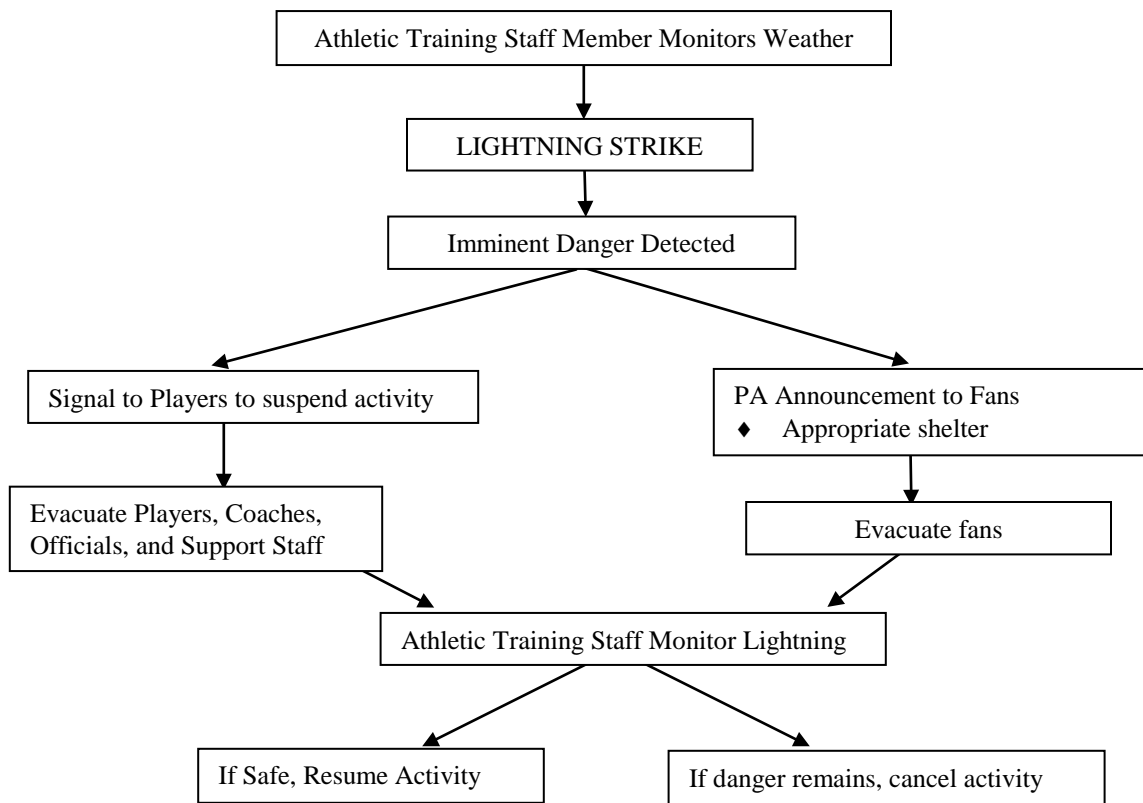 Athletic Training Staff Member Monitors Weather
LIGHTNING STRIKE
Imminent Danger Detected
Signal to Players to suspend activity
PA Announcement to Fans
♦ Appropriate shelter
Evacuate Players, Coaches,
Officials, and Support Staff
Evacuate fans
Athletic Training Staff Monitor Lightning
If Safe, Resume Activity
If danger remains, cancel activity